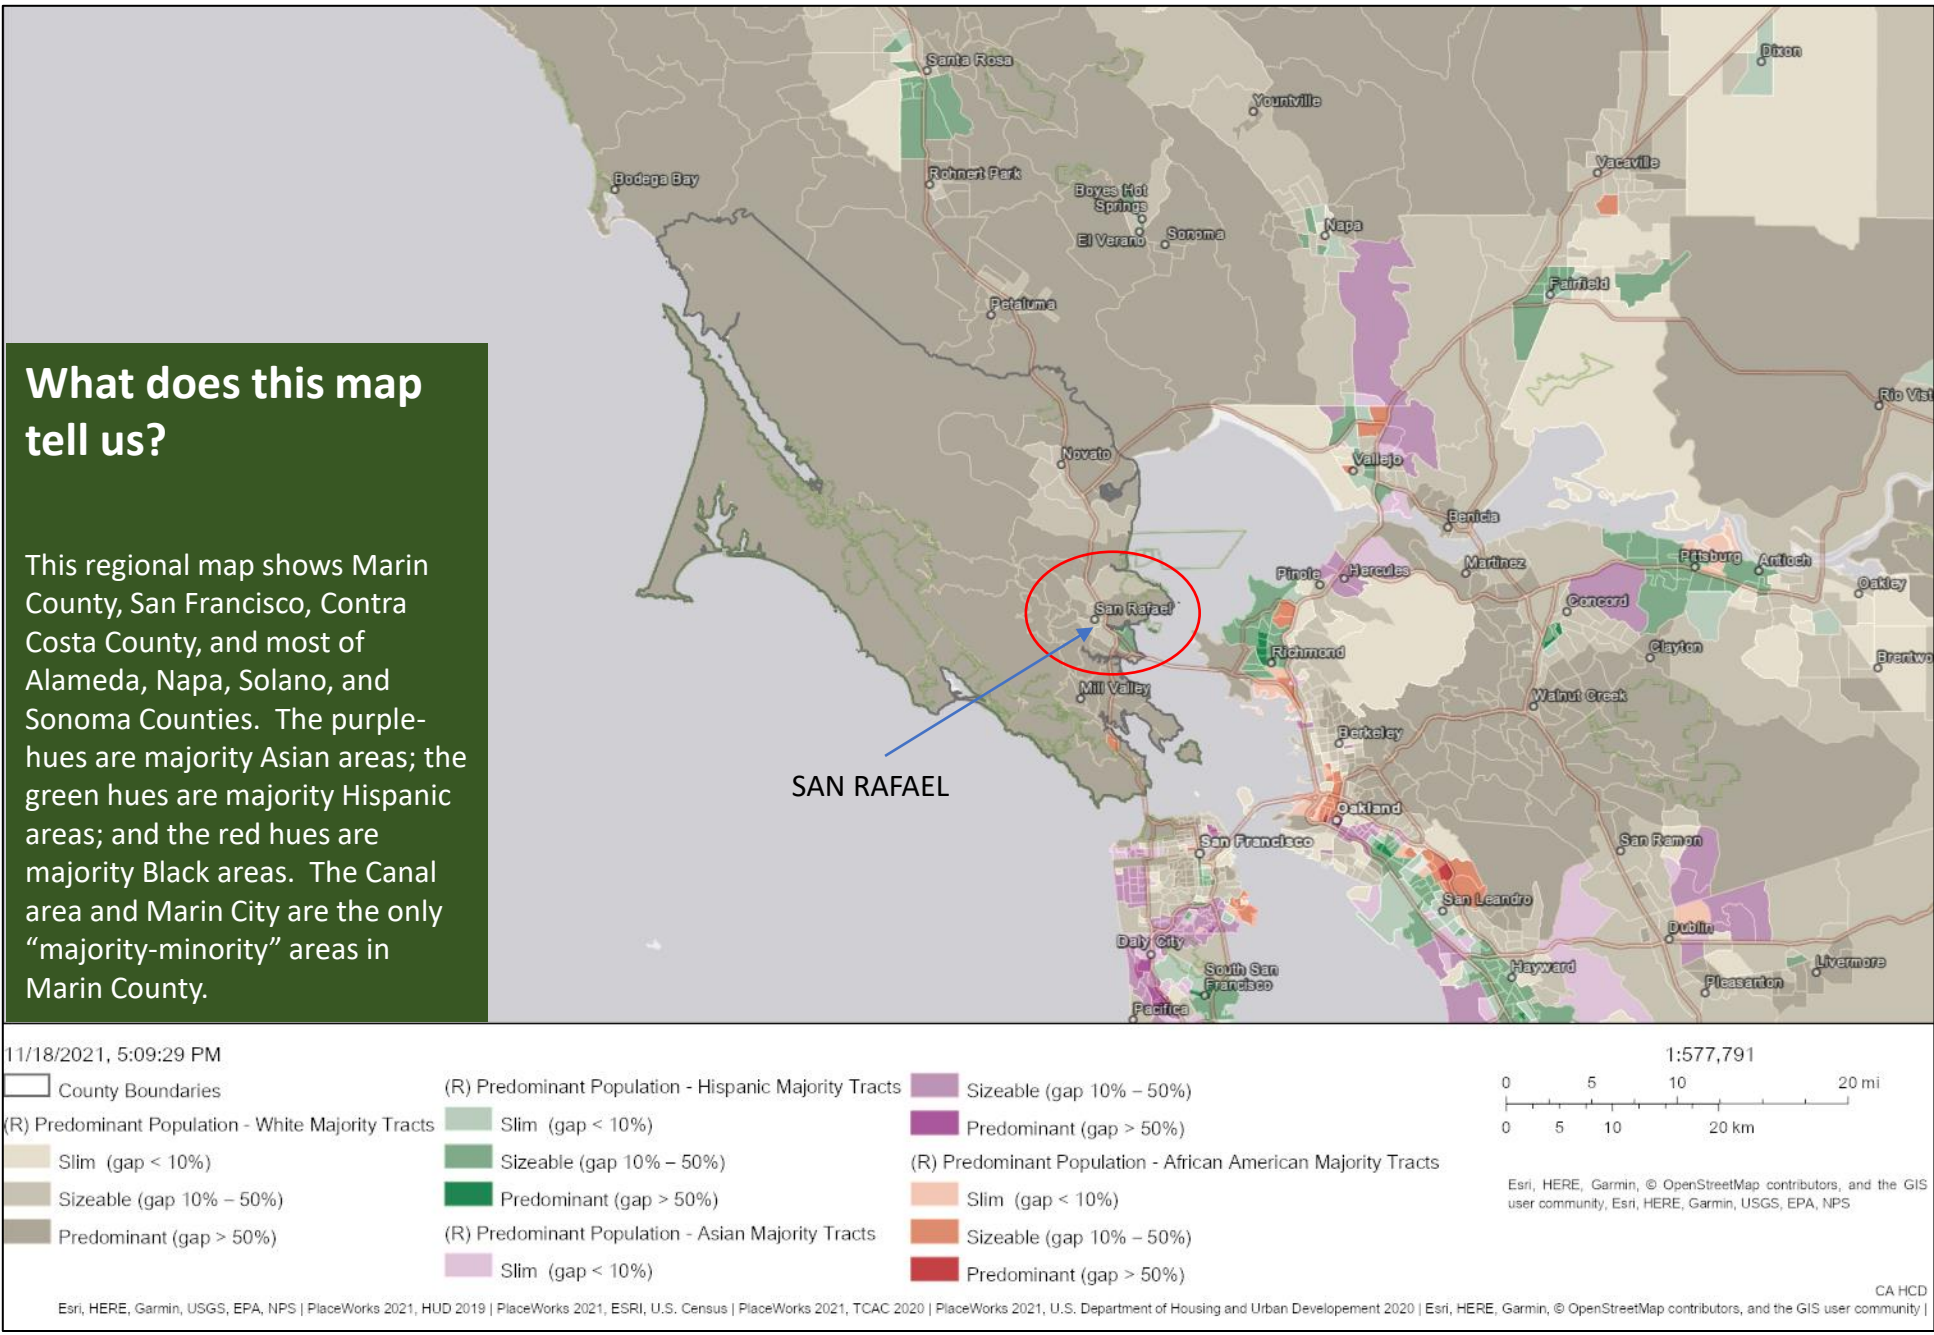 Santa Rosa
Dixon
Yountville
Vacaville
Bodega Bay
Rohnert Park
Boyes Hot
Springs
El Verano
Sonoma
Napa
Fairfield
Petaluma
Rio Vist
Novato
Vallejo
Benicia
Pittsburg
Antioch
Oakley
Pinole
Hercules
Martinez
Concord
San Rafael
Richmond
Clayton
Brentwo
Mill Valley
Walnut Creek
Berkeley
Oakland
San Francisco
San Ramon
San Leandro
Dublin
Daly City
South San
Francisco
Hayward
Livermore
Pleasanton
Pacifica
SAN RAFAEL
What does this map
tell us?
This regional map shows Marin
County, San Francisco, Contra
Costa County, and most of
Alameda, Napa, Solano, and
Sonoma Counties.  The purple-
hues are majority Asian areas; the
green hues are majority Hispanic
areas; and the red hues are
majority Black areas.  The Canal
area and Marin City are the only
“majority-minority” areas in
Marin County.
11/18/2021, 5:09:29 PM
County Boundaries
(R) Predominant Population - White Majority Tracts
Slim (gap < 10%)
Sizeable (gap 10% – 50%)
Predominant (gap > 50%)
(R) Predominant Population - Hispanic Majority Tracts
Slim (gap < 10%)
Sizeable (gap 10% – 50%)
Predominant (gap > 50%)
(R) Predominant Population - Asian Majority Tracts
Slim (gap < 10%)
Sizeable (gap 10% – 50%)
Predominant (gap > 50%)
(R) Predominant Population - African American Majority Tracts
Slim (gap < 10%)
Sizeable (gap 10% – 50%)
Predominant (gap > 50%)
1:577,791
0 5 10 20 mi
0 5 10 20 km
Esri, HERE, Garmin, © OpenStreetMap contributors, and the GIS
user community, Esri, HERE, Garmin, USGS, EPA, NPS
CA HCD
Esri, HERE, Garmin, USGS, EPA, NPS | PlaceWorks 2021, HUD 2019 | PlaceWorks 2021, ESRI, U.S. Census | PlaceWorks 2021, TCAC 2020 | PlaceWorks 2021, U.S. Department of Housing and Urban Developement 2020 | Esri, HERE, Garmin, © OpenStreetMap contributors, and the GIS user community |